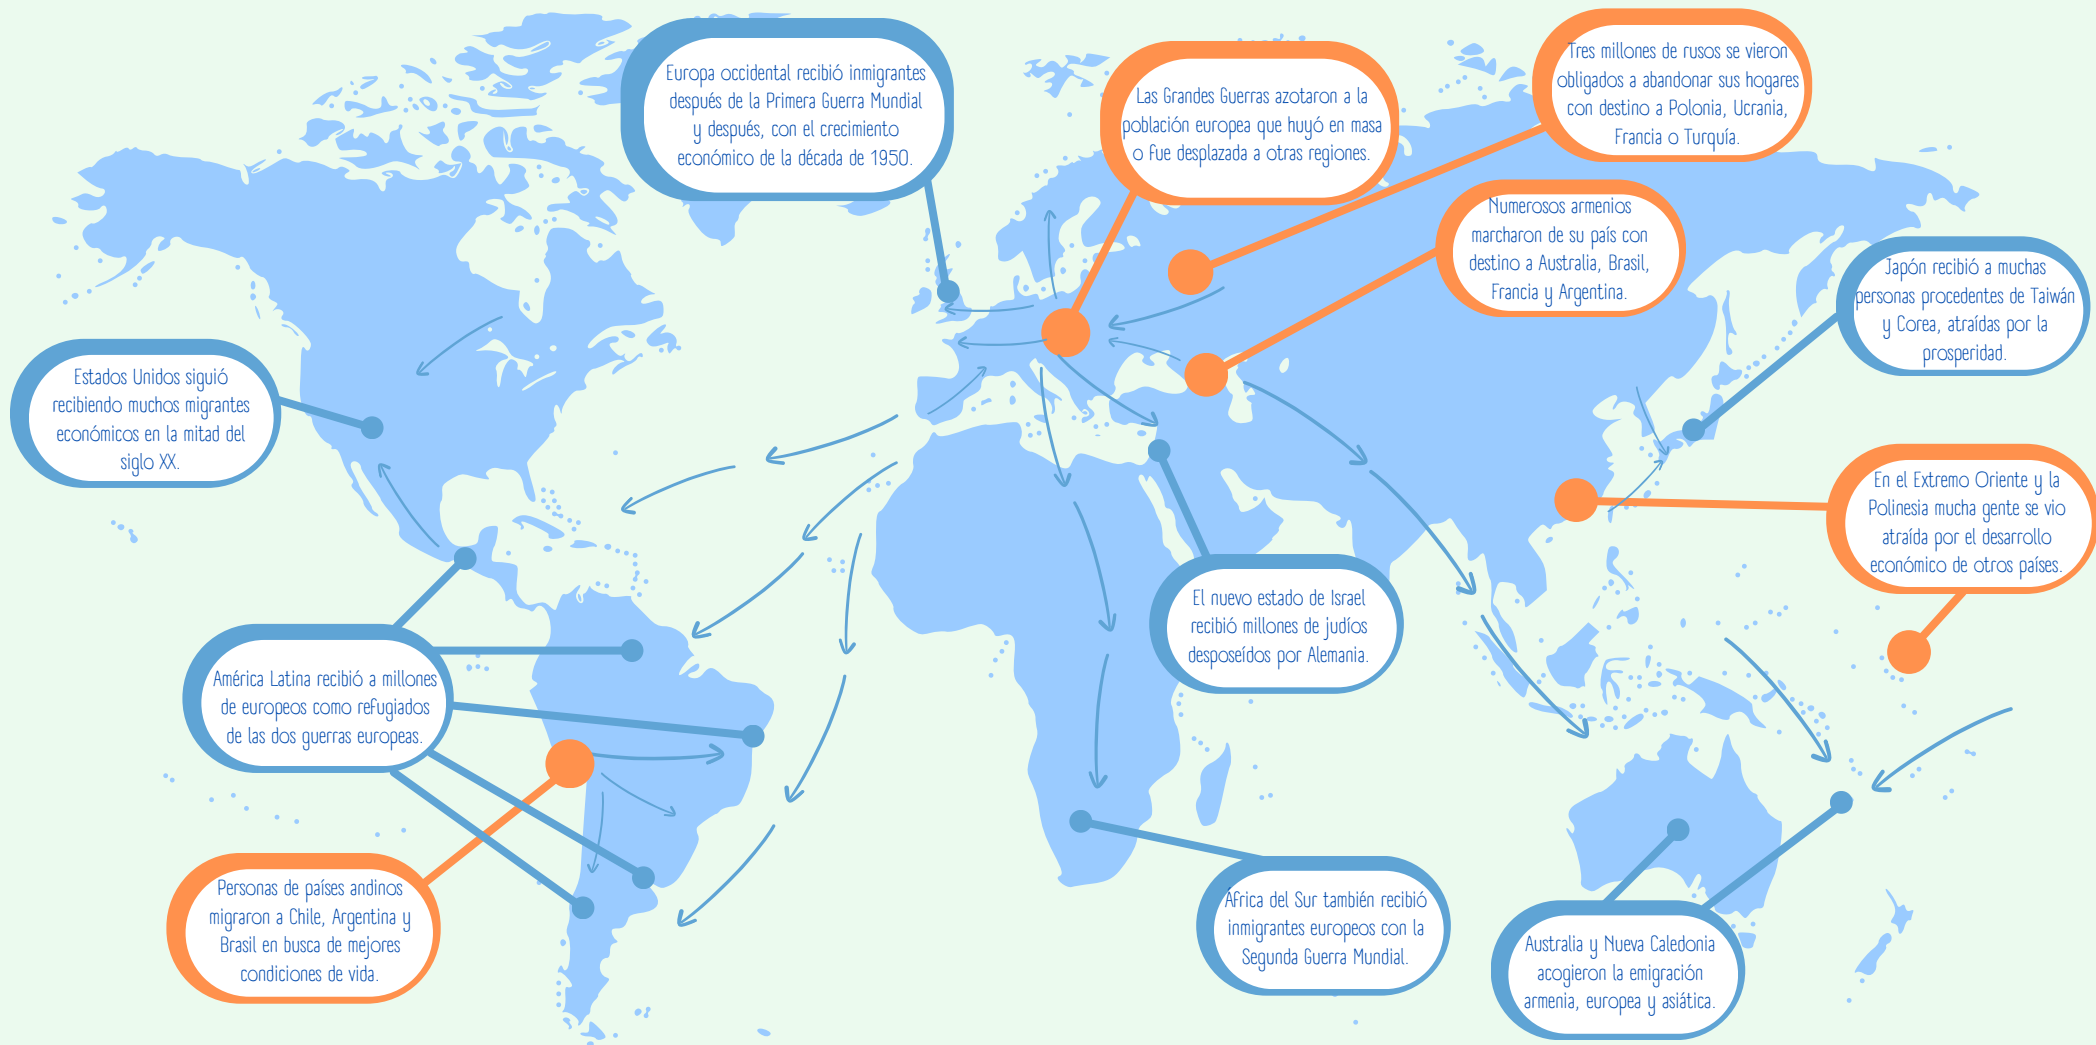 Europa occidental recibió inmigrantes
después de la Primera Guerra Mundial
y después, con el crecimiento
económico de la década de 1950.
Las Grandes Guerras azotaron a la
población europea que huyó en masa
o fue desplazada a otras regiones.
Tres millones de rusos se vieron
obligados a abandonar sus hogares
con destino a Polonia, Ucrania,
Francia o Turquía.
Numerosos armenios
marcharon de su país con
destino a Australia, Brasil,
Francia y Argentina.
Japón recibió a muchas
personas procedentes de Taiwán
y Corea, atraídas por la
prosperidad.
Estados Unidos siguió
recibiendo muchos migrantes
económicos en la mitad del
siglo XX.
En el Extremo Oriente y la
Polinesia mucha gente se vio
atraída por el desarrollo
económico de otros países.
El nuevo estado de Israel
recibió millones de judíos
desposeídos por Alemania.
América Latina recibió a millones
de europeos como refugiados
de las dos guerras europeas.
Personas de países andinos
migraron a Chile, Argentina y
Brasil en busca de mejores
condiciones de vida.
África del Sur también recibió
inmigrantes europeos con la
Segunda Guerra Mundial.
Australia y Nueva Caledonia
acogieron la emigración
armenia, europea y asiática.